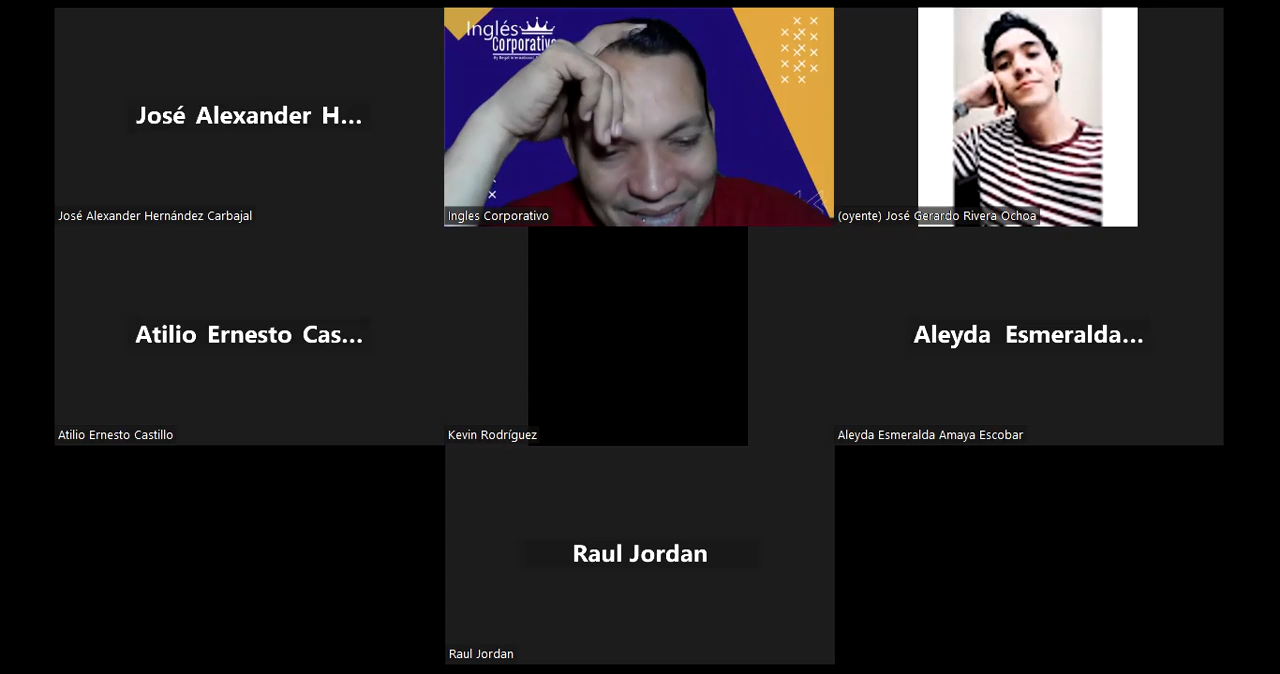 José Alexander H...
José Alexander Hernández Carbajal
Inglés
Corporativo
Ingles Corporativo
(oyente) José Gerardo Rivera Ochoa
Atilio Ernesto Cas...
Atilio Ernesto Castillo
Kevin Rodríguez
Aleyda Esmeralda...
Aleyda Esmeralda Amaya Escobar
Raul Jordan
Raul Jordan